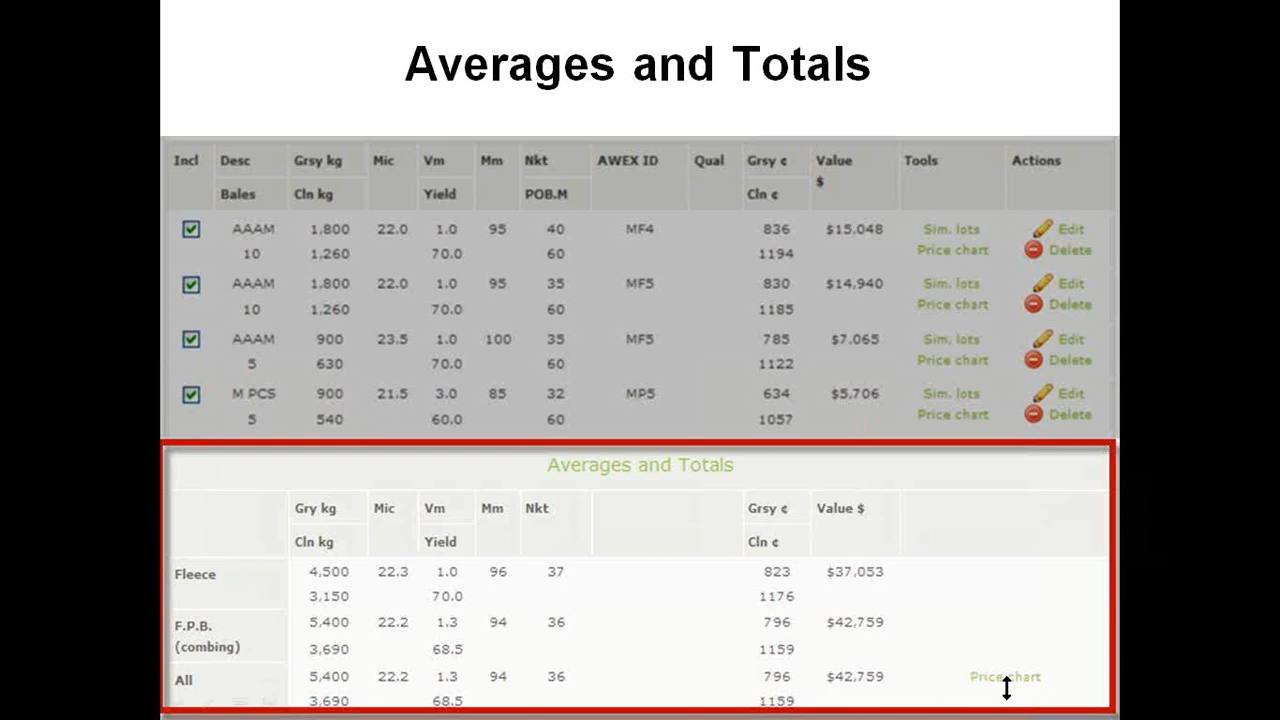 Averages and Totals
Incl Desc Grsy kg Mic Vm Mm Nkt AWEX ID Qual Grsy ¢ Value $ Tools Actions
Bales Cln kg Yield POB.M Cln ¢
AAAM 1,800 22.0 1.0 95 40 MF4 836 $15,048 Sim. lots Edit
10 1,260 70.0 60 1194 Price chart Delete
AAAM 1,800 22.0 1.0 95 35 MF5 830 $14,940 Sim. lots Edit
10 1,260 70.0 60 1185 Price chart Delete
AAAM 900 23.5 1.0 100 35 MF5 785 $7,065 Sim. lots Edit
5 630 70.0 60 1122 Price chart Delete
M PCS 900 21.5 3.0 85 32 MP5 634 $5,706 Sim. lots Edit
5 540 60.0 60 1057 Price chart Delete
Averages and Totals
Gry kg Mic Vm Mm Nkt Grsy ¢ Value $
Cln kg Yield Cln ¢
Fleece 4,500 22.3 1.0 96 37 823 $37,053
3,150 70.0 1176
F.P.B. 5,400 22.2 1.3 94 36 796 $42,759
(combing) 3,690 68.5 1159
All 5,400 22.2 1.3 94 36 796 $42,759 Price chart
3,690 68.5 1159